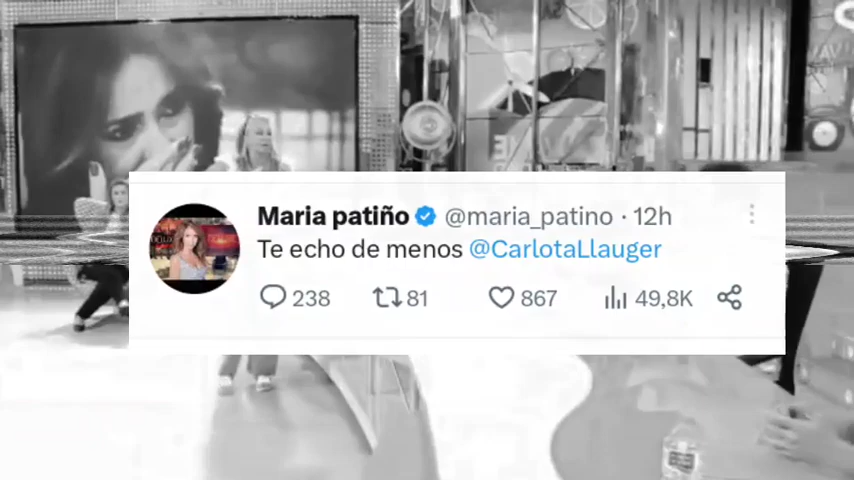 Maria patiño @maria_patino · 12h
Te echo de menos @CarlotaLlauger
238 81 867 49,8K